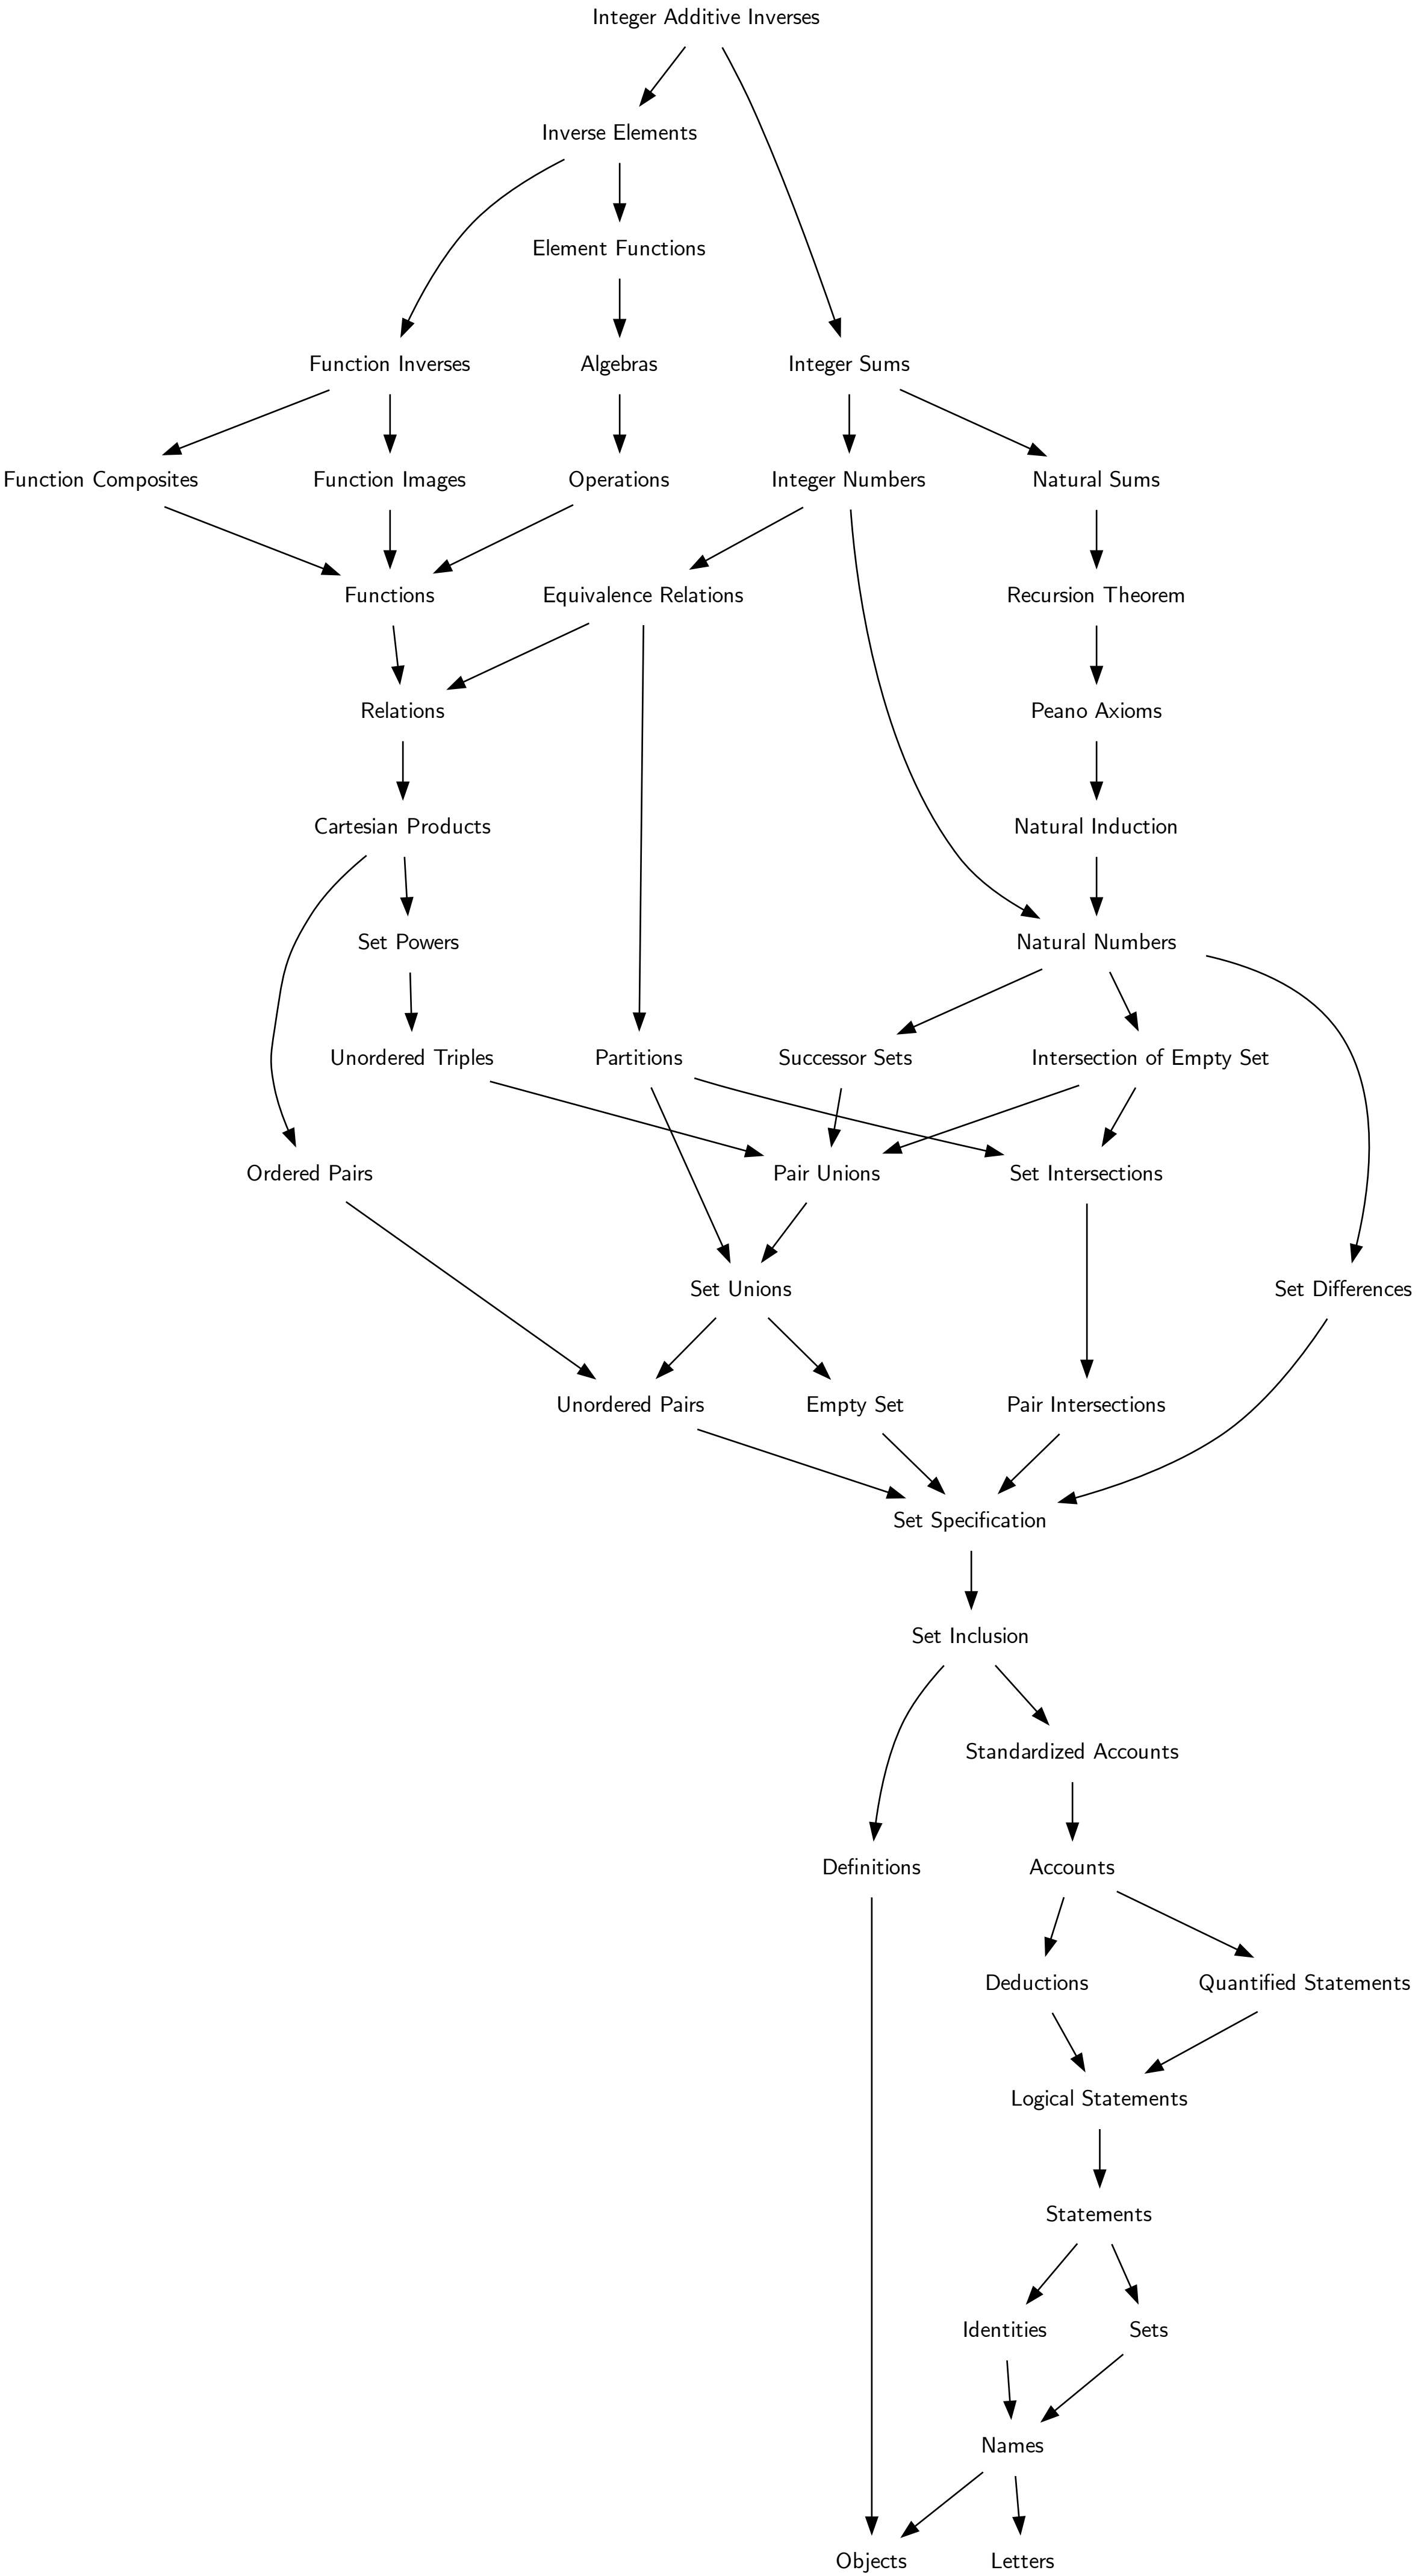 Integer Additive Inverses
Inverse Elements
Element Functions
Function Inverses
Algebras
Integer Sums
Function Composites
Function Images
Operations
Integer Numbers
Natural Sums
Functions
Equivalence Relations
Recursion Theorem
Relations
Peano Axioms
Cartesian Products
Natural Induction
Set Powers
Natural Numbers
Unordered Triples
Partitions
Successor Sets
Intersection of Empty Set
Ordered Pairs
Pair Unions
Set Intersections
Set Unions
Set Differences
Unordered Pairs
Empty Set
Pair Intersections
Set Specification
Set Inclusion
Standardized Accounts
Definitions
Accounts
Deductions
Quantified Statements
Logical Statements
Statements
Identities
Sets
Names
Objects
Letters